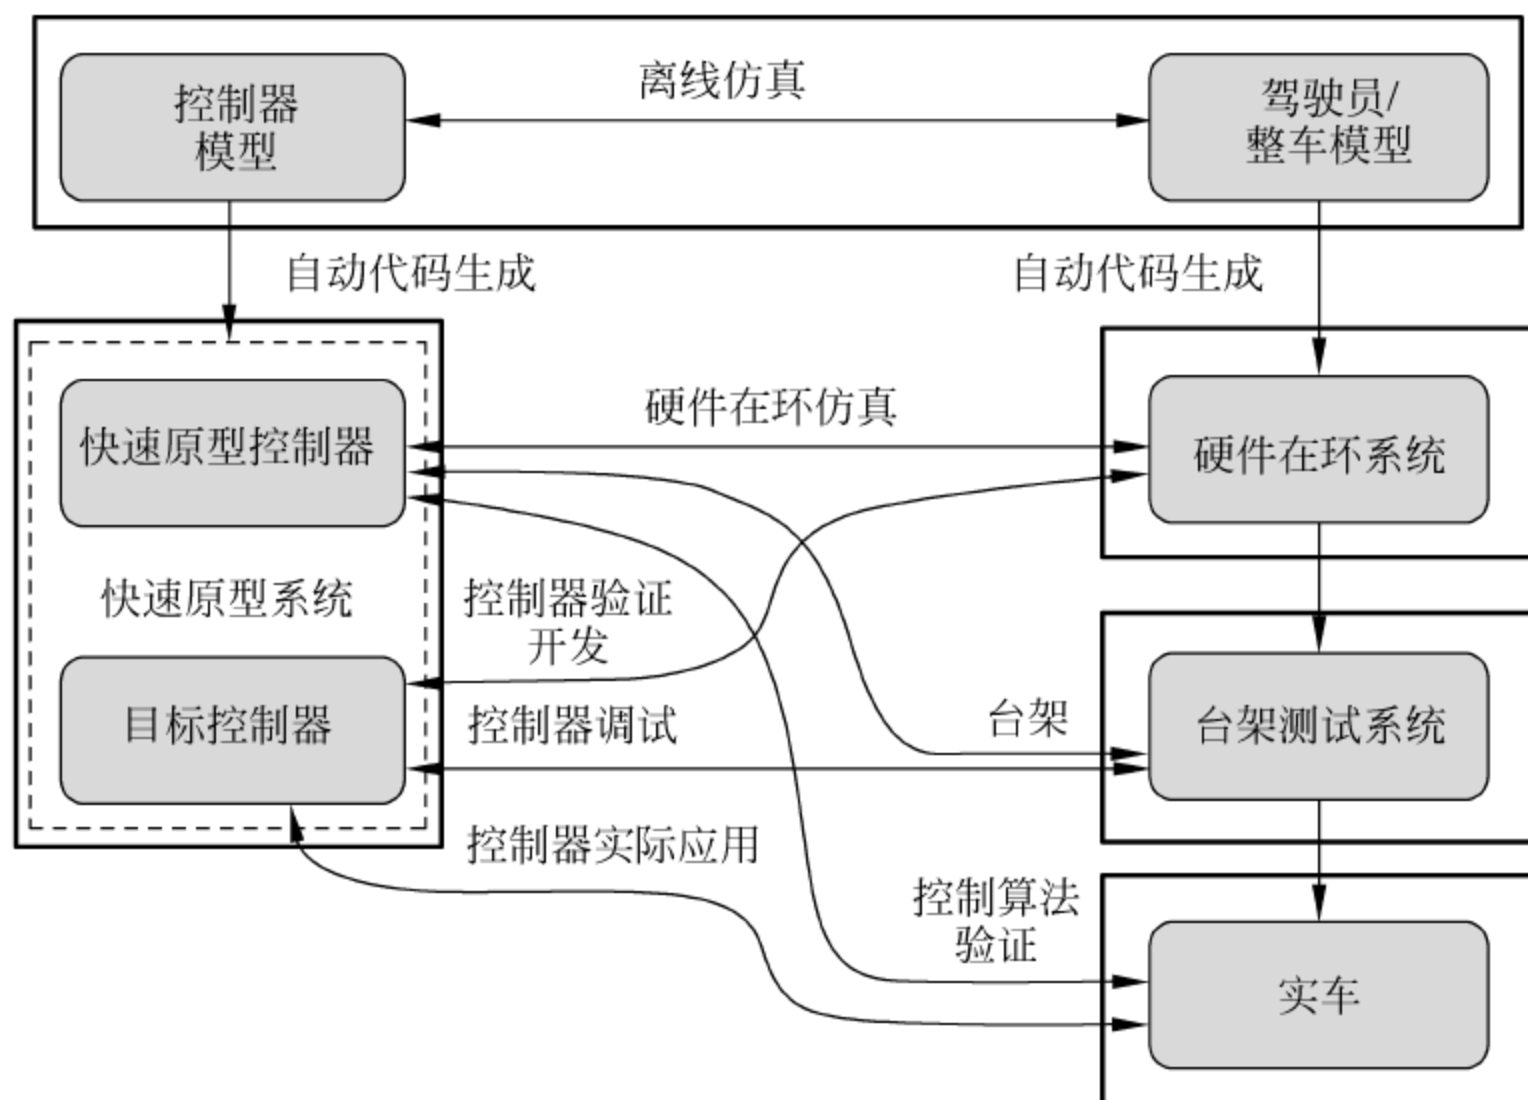 离线仿真
控制器
模型
驾驶员/
整车模型
自动代码生成
自动代码生成
硬件在环仿真
快速原型控制器
硬件在环系统
快速原型系统
控制器验证
开发
目标控制器
控制器调试
台架
台架测试系统
控制器实际应用
控制算法
验证
实车